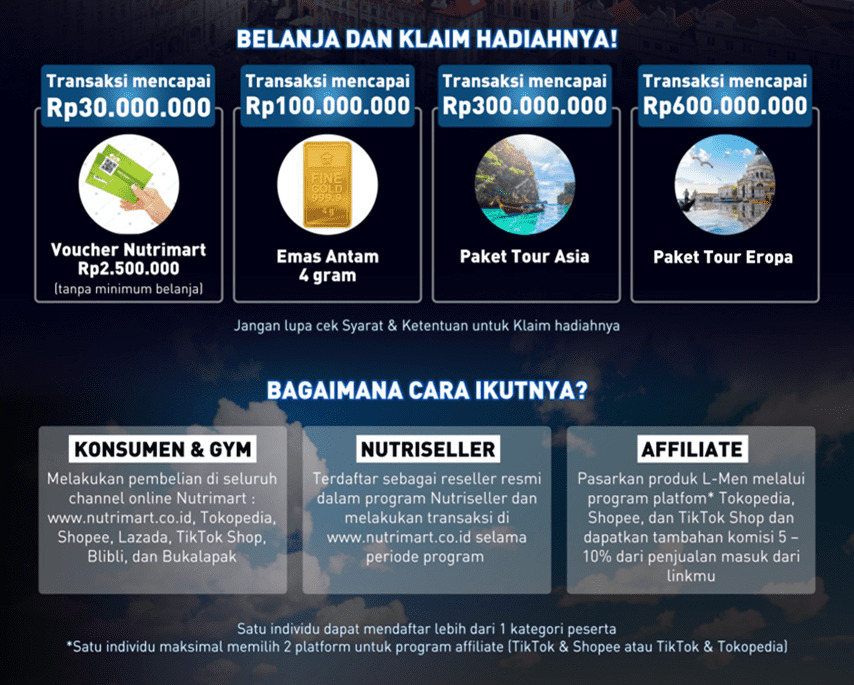 BELANJA DAN KLAIM HADIAHNYA!
Transaksi mencapai
Rp30.000.000
Voucher Nutrimart
Rp2.500.000
(tanpa minimum belanja)
Transaksi mencapai
Rp100.000.000
FINE
GOLD
999.9
4 g
Emas Antam
4 gram
Transaksi mencapai
Rp300.000.000
Paket Tour Asia
Transaksi mencapai
Rp600.000.000
Paket Tour Eropa
Jangan lupa cek Syarat & Ketentuan untuk Klaim hadiahnya
BAGAIMANA CARA IKUTNYA?
KONSUMEN & GYM
Melakukan pembelian di seluruh
channel online Nutrimart :
www.nutrimart.co.id, Tokopedia,
Shopee, Lazada, TikTok Shop,
Blibli, dan Bukalapak
NUTRISELLER
Terdaftar sebagai reseller resmi
dalam program Nutriseller dan
melakukan transaksi di
www.nutrimart.co.id selama
periode program
AFFILIATE
Pasarkan produk L-Men melalui
program platfom* Tokopedia,
Shopee, dan TikTok Shop dan
dapatkan tambahan komisi 5 –
10% dari penjualan masuk dari
linkmu
Satu individu dapat mendaftar lebih dari 1 kategori peserta
*Satu individu maksimal memilih 2 platform untuk program affiliate (TikTok & Shopee atau TikTok & Tokopedia)